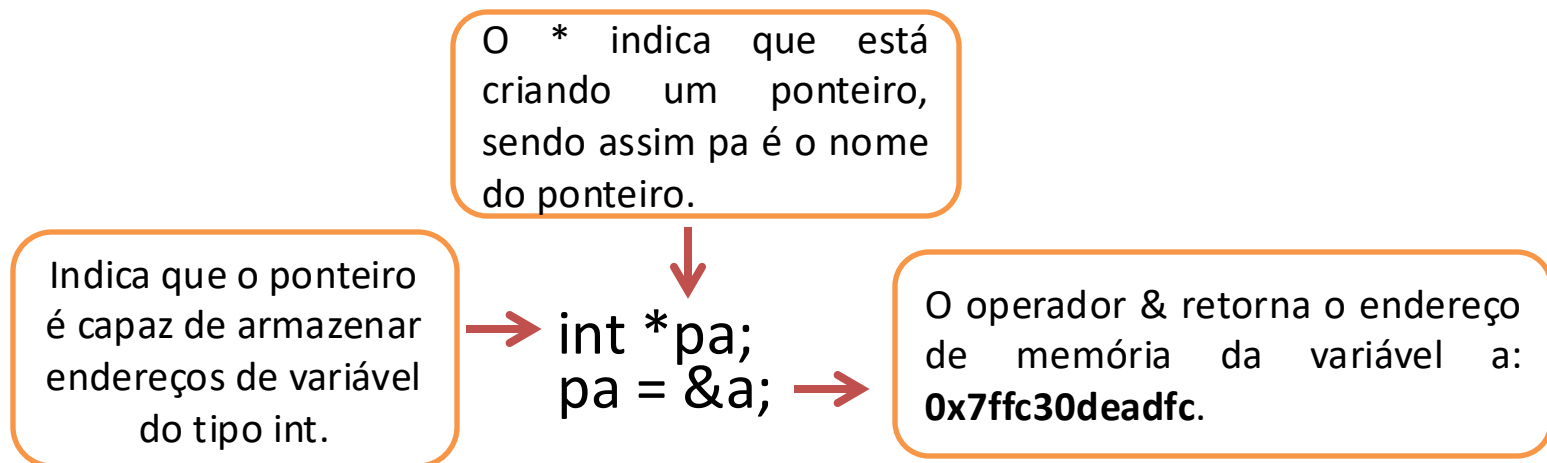 O * indica que está
criando um ponteiro,
sendo assim pa é o nome
do ponteiro.
Indica que o ponteiro
é capaz de armazenar
endereços de variável
do tipo int.
int *pa;
pa = &a;
O operador & retorna o endereço
de memória da variável a:
0x7ffc30deadfc.